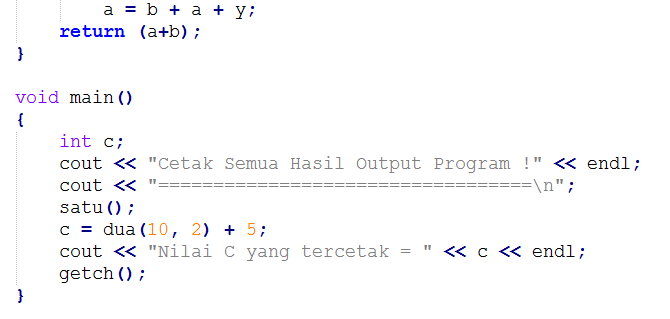 a = b + a + y;
return (a+b);
}
void main()
{
int c;
cout << "Cetak Semua Hasil Output Program !" << endl;
cout << "==================================\n";
satu();
c = dua(10, 2) + 5;
cout << "Nilai C yang tercetak = " << c << endl;
getch();
}